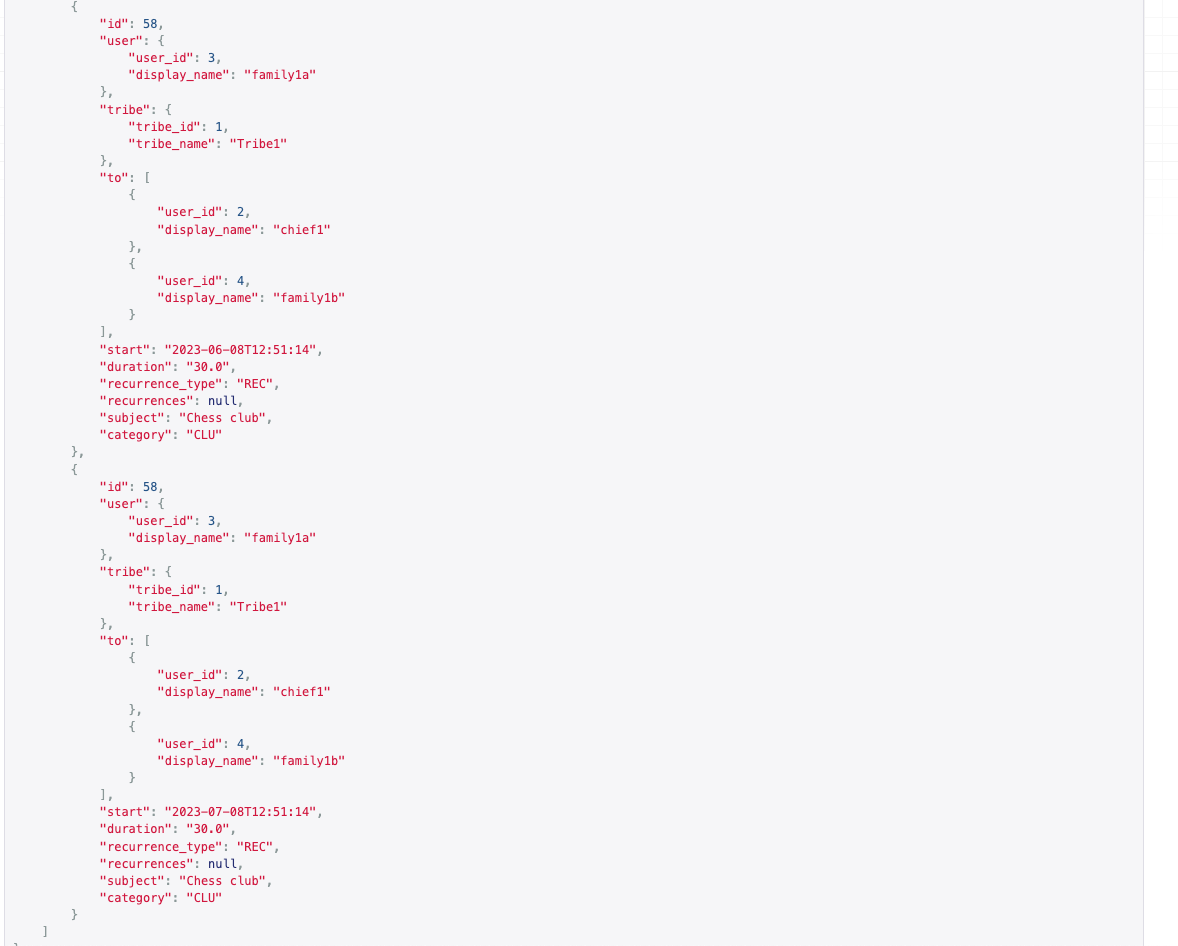 {
"id": 58,
"user": {
"user_id": 3,
"display_name": "family1a"
},
"tribe": {
"tribe_id": 1,
"tribe_name": "Tribe1"
},
"to": [
{
"user_id": 2,
"display_name": "chief1"
},
{
"user_id": 4,
"display_name": "family1b"
}
],
"start": "2023-06-08T12:51:14",
"duration": "30.0",
"recurrence_type": "REC",
"recurrences": null,
"subject": "Chess club",
"category": "CLU"
},
{
"id": 58,
"user": {
"user_id": 3,
"display_name": "family1a"
},
"tribe": {
"tribe_id": 1,
"tribe_name": "Tribe1"
},
"to": [
{
"user_id": 2,
"display_name": "chief1"
},
{
"user_id": 4,
"display_name": "family1b"
}
],
"start": "2023-07-08T12:51:14",
"duration": "30.0",
"recurrence_type": "REC",
"recurrences": null,
"subject": "Chess club",
"category": "CLU"
}
]